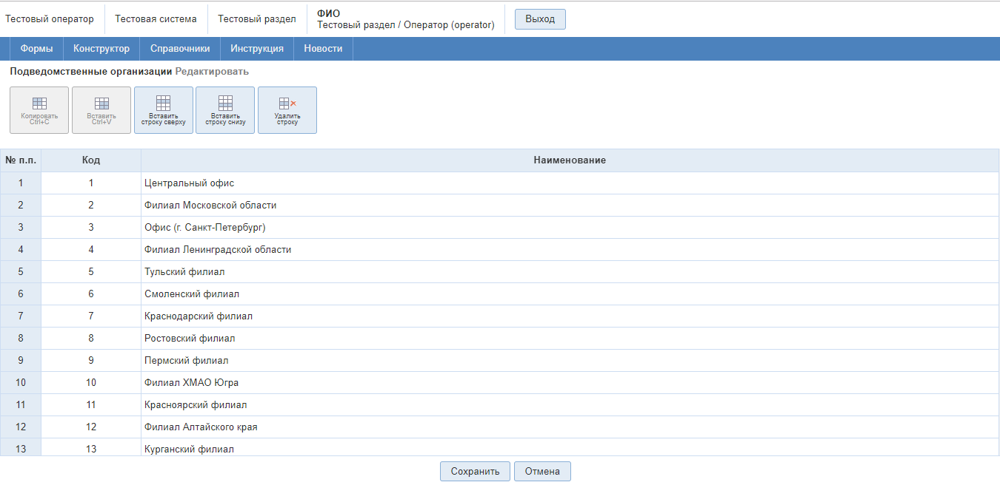 Тестовый оператор Тестовая система Тестовый раздел ФИО
Тестовый раздел / Оператор (operator) Выход
Формы Конструктор Справочники Инструкция Новости
Подведомственные организации Редактировать
Копировать Ctrl+C
Вставить Ctrl+V
Вставить строку сверху
Вставить строку снизу
Удалить строку
№ п.п. Код Наименование
1 1 Центральный офис
2 2 Филиал Московской области
3 3 Офис (г. Санкт-Петербург)
4 4 Филиал Ленинградской области
5 5 Тульский филиал
6 6 Смоленский филиал
7 7 Краснодарский филиал
8 8 Ростовский филиал
9 9 Пермский филиал
10 10 Филиал ХМАО Югра
11 11 Красноярский филиал
12 12 Филиал Алтайского края
13 13 Курганский филиал
Сохранить Отмена